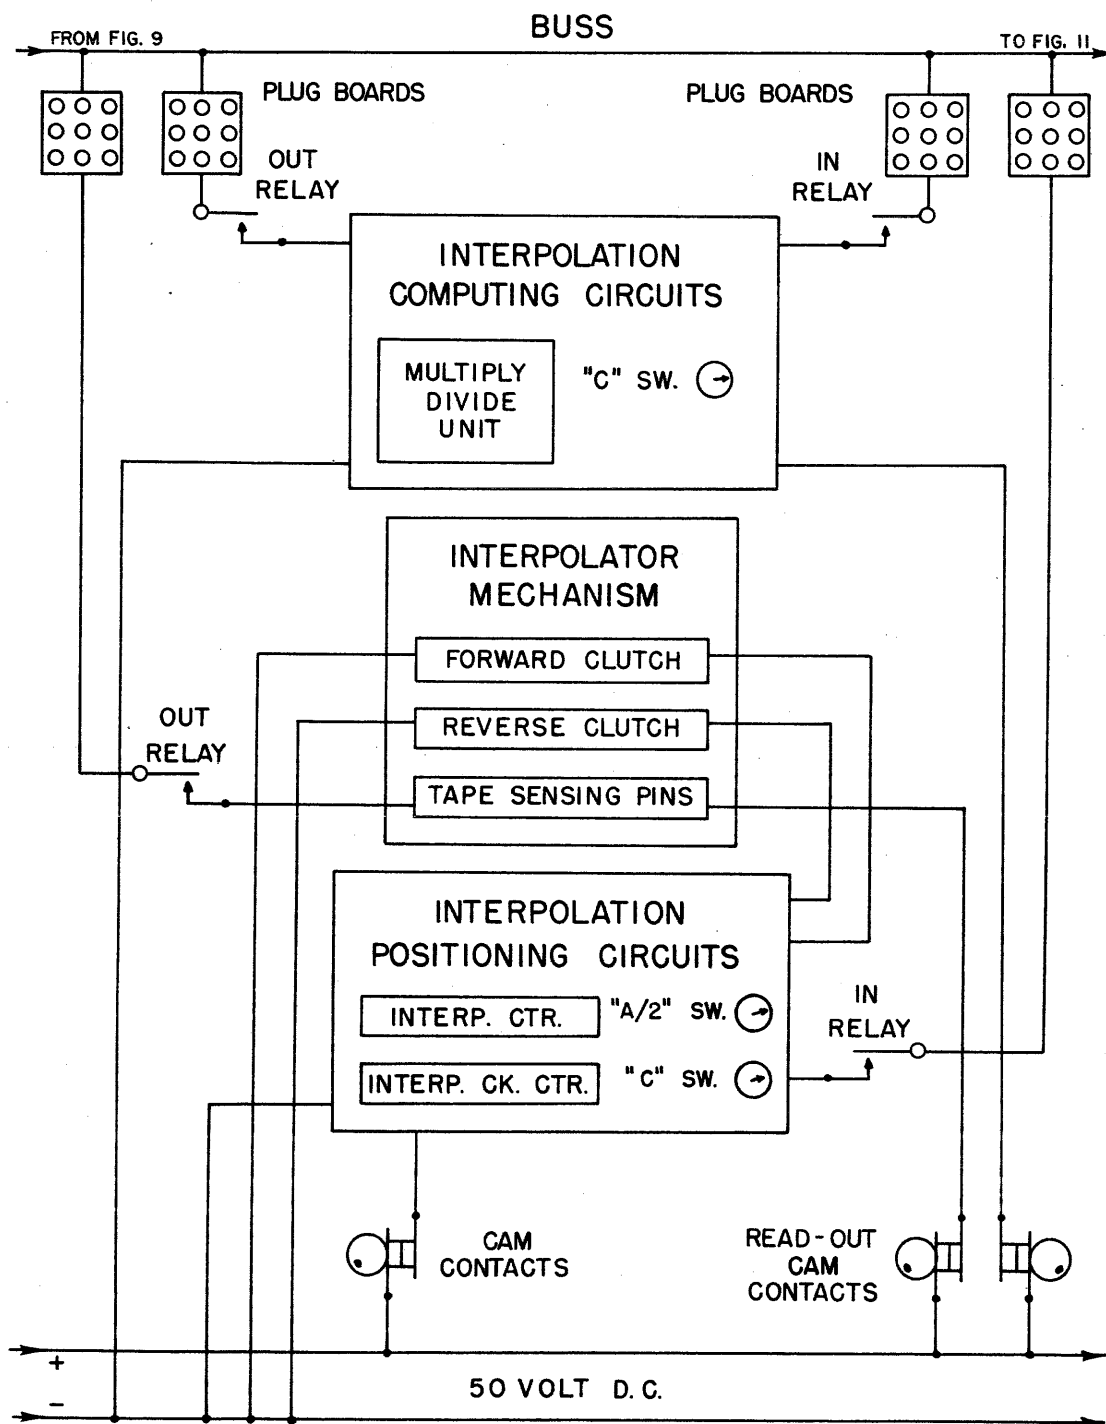 BUSS
FROM FIG. 9
TO FIG. 11
PLUG BOARDS
PLUG BOARDS
OUT
RELAY
IN
RELAY
INTERPOLATION
COMPUTING CIRCUITS
MULTIPLY
DIVIDE
UNIT
"C" SW.
INTERPOLATOR
MECHANISM
FORWARD CLUTCH
REVERSE CLUTCH
TAPE SENSING PINS
OUT
RELAY
INTERPOLATION
POSITIONING CIRCUITS
INTERP. CTR.
"A/2" SW.
INTERP. CK. CTR.
"C" SW.
IN
RELAY
CAM
CONTACTS
READ-OUT
CAM
CONTACTS
+
50 VOLT D.C.
-